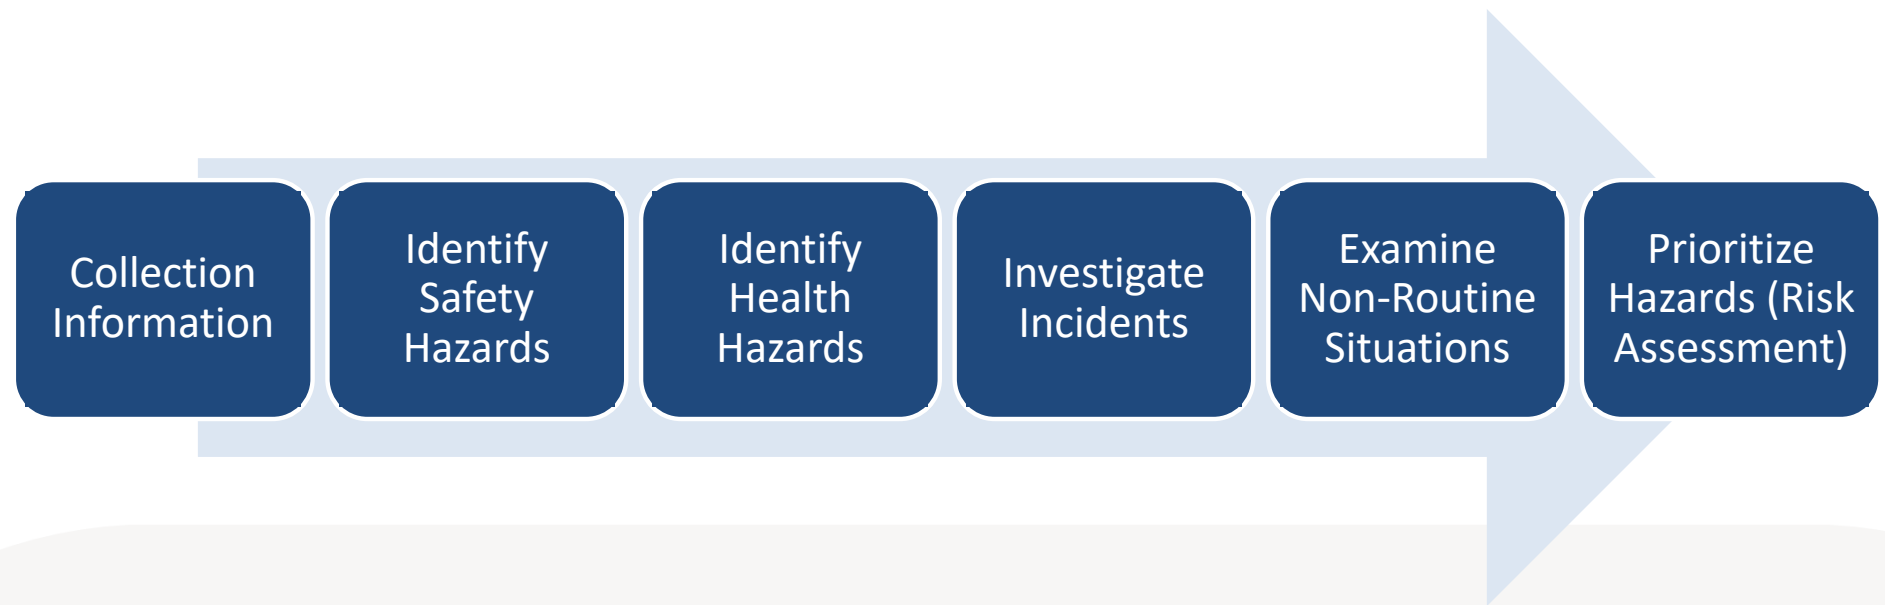 Collection
Information
Identify
Safety
Hazards
Identify
Health
Hazards
Investigate
Incidents
Examine
Non-Routine
Situations
Prioritize
Hazards (Risk
Assessment)